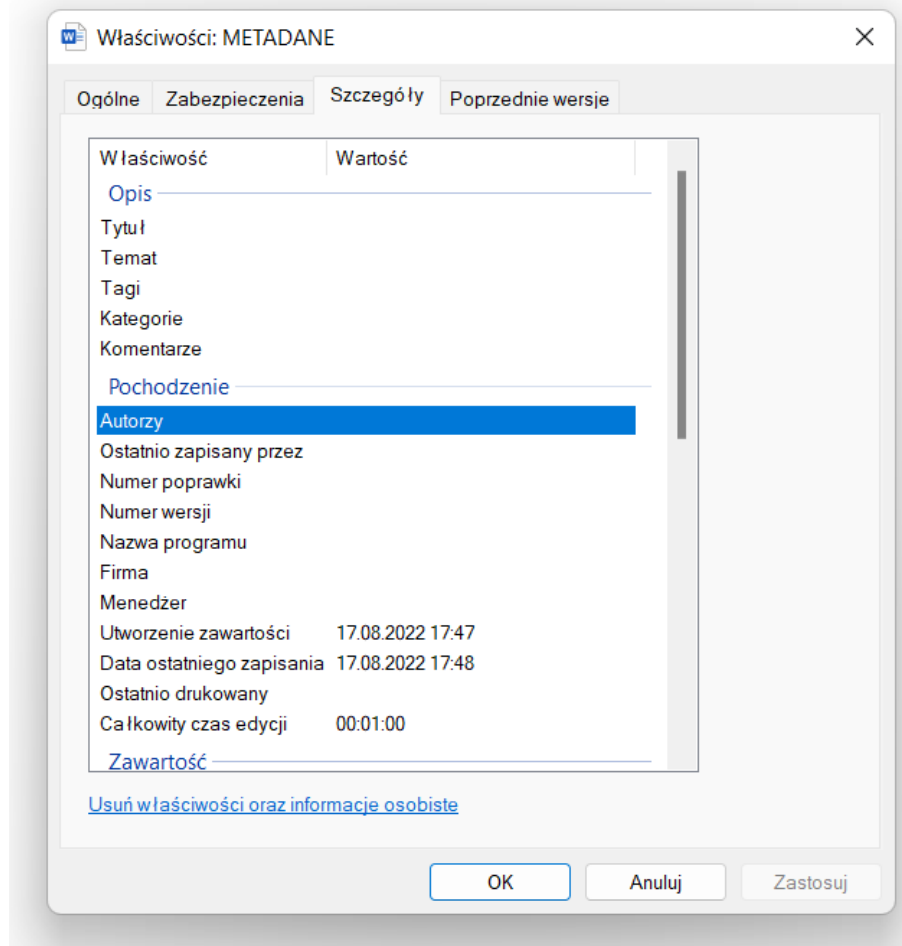 Właściwości: METADANE
Ogólne Zabezpieczenia Szczegóły Poprzednie wersje
Właściwość Wartość
Opis
Tytuł
Temat
Tagi
Kategorie
Komentarze
Pochodzenie
Autorzy
Ostatnio zapisany przez
Numer poprawki
Numer wersji
Nazwa programu
Firma
Menedżer
Utworzenie zawartości 17.08.2022 17:47
Data ostatniego zapisania 17.08.2022 17:48
Ostatnio drukowany
Całkowity czas edycji 00:01:00
Zawartość
Usuń właściwości oraz informacje osobiste
OK Anuluj Zastosuj